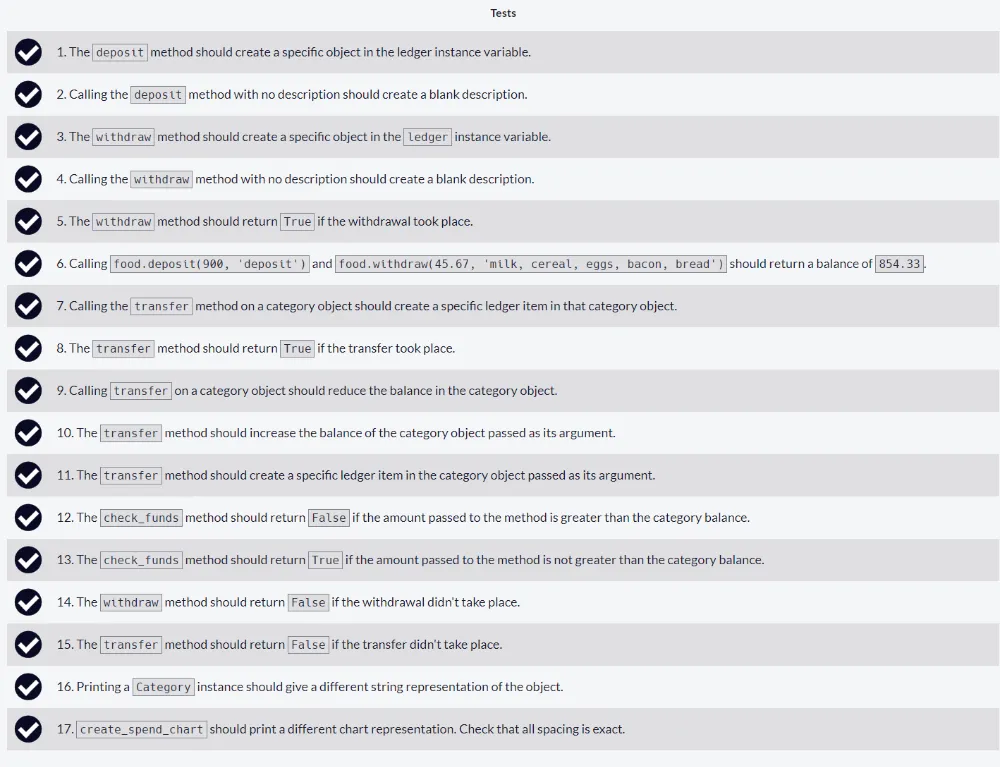 Tests
1. The deposit method should create a specific object in the ledger instance variable.
2. Calling the deposit method with no description should create a blank description.
3. The withdraw method should create a specific object in the ledger instance variable.
4. Calling the withdraw method with no description should create a blank description.
5. The withdraw method should return True if the withdrawal took place.
6. Calling food.deposit(900, 'deposit') and food.withdraw(45.67, 'milk, cereal, eggs, bacon, bread') should return a balance of 854.33.
7. Calling the transfer method on a category object should create a specific ledger item in that category object.
8. The transfer method should return True if the transfer took place.
9. Calling transfer on a category object should reduce the balance in the category object.
10. The transfer method should increase the balance of the category object passed as its argument.
11. The transfer method should create a specific ledger item in the category object passed as its argument.
12. The check_funds method should return False if the amount passed to the method is greater than the category balance.
13. The check_funds method should return True if the amount passed to the method is not greater than the category balance.
14. The withdraw method should return False if the withdrawal didn't take place.
15. The transfer method should return False if the transfer didn't take place.
16. Printing a Category instance should give a different string representation of the object.
17. create_spend_chart should print a different chart representation. Check that all spacing is exact.